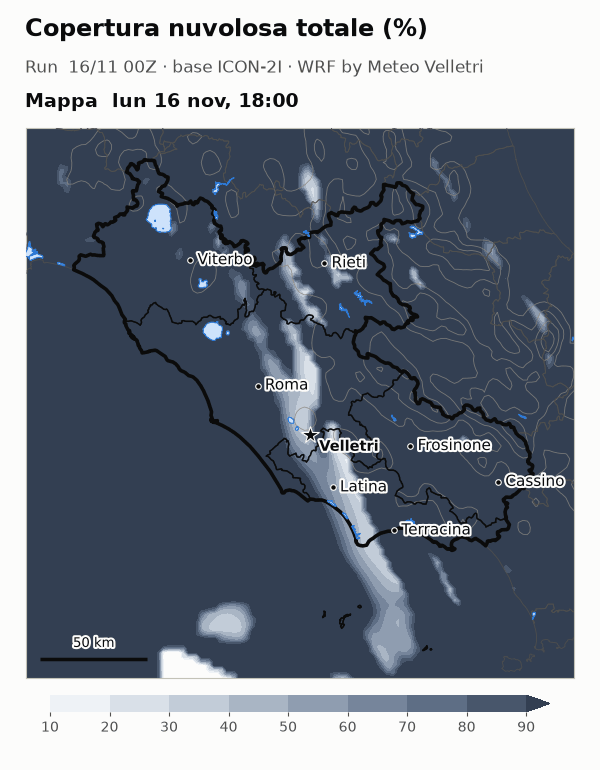 Copertura nuvolosa totale (%)
Run 16/11 00Z · base ICON-2I · WRF by Meteo Velletri
Mappa lun 16 nov, 18:00
Viterbo
Rieti
Roma
Velletri
Frosinone
Latina
Cassino
Terracina
50 km
10 20 30 40 50 60 70 80 90